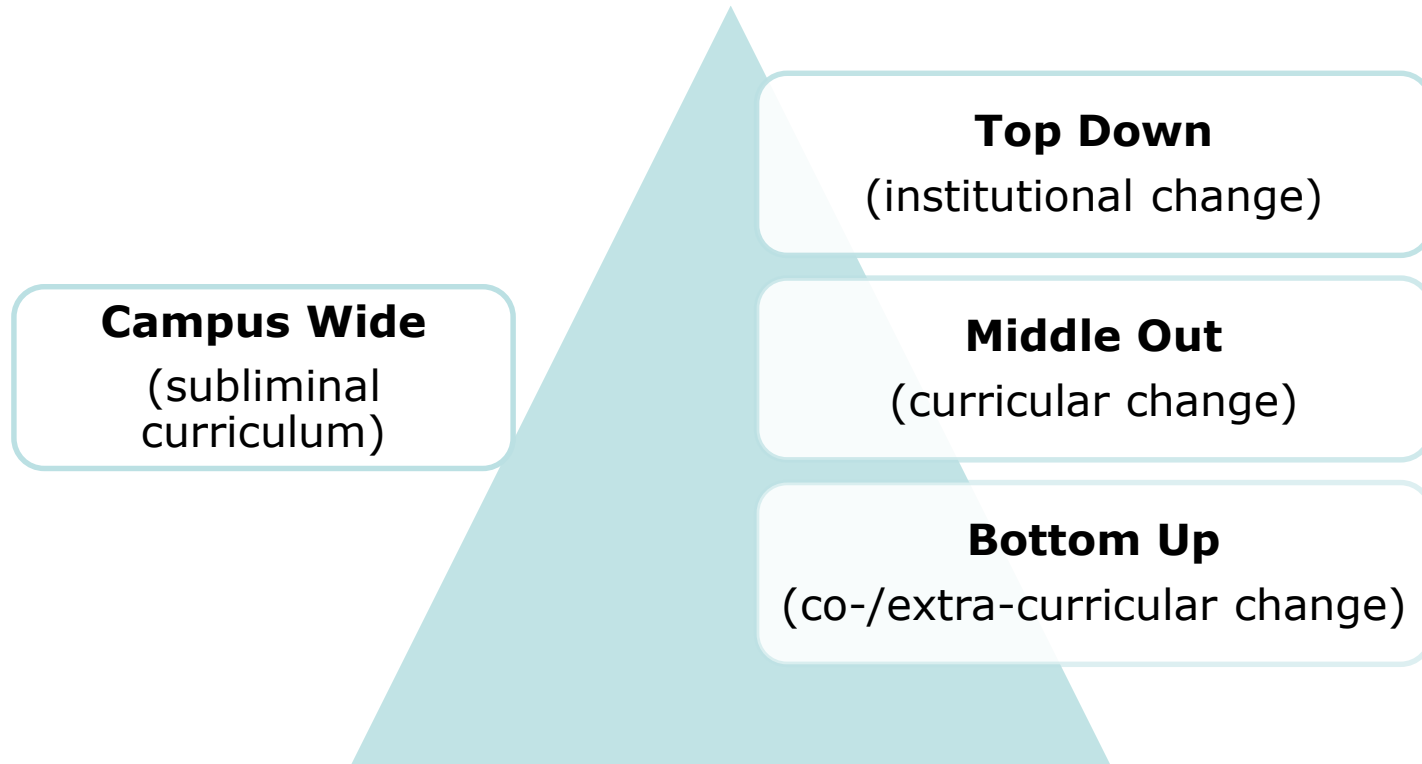 Top Down
(institutional change)
Campus Wide
(subliminal
curriculum)
Middle Out
(curricular change)
Bottom Up
(co-/extra-curricular change)